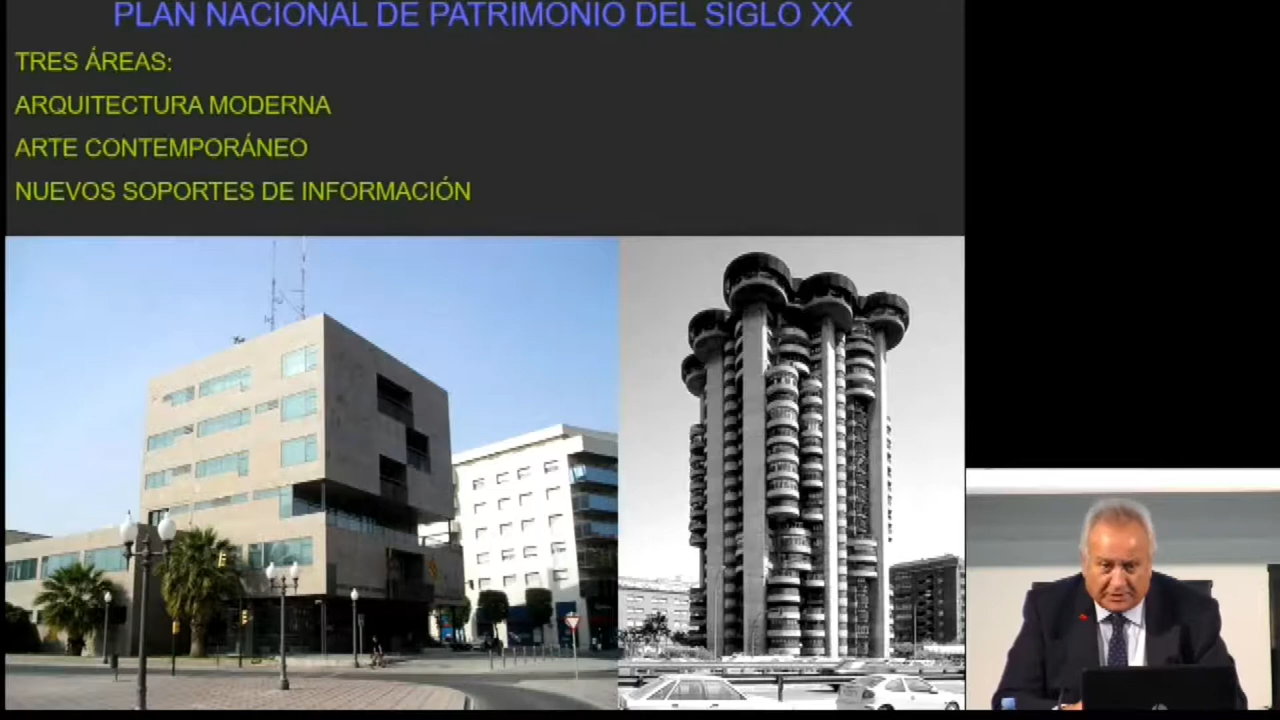 PLAN NACIONAL DE PATRIMONIO DEL SIGLO XX
TRES ÁREAS:
ARQUITECTURA MODERNA
ARTE CONTEMPORÁNEO
NUEVOS SOPORTES DE INFORMACIÓN